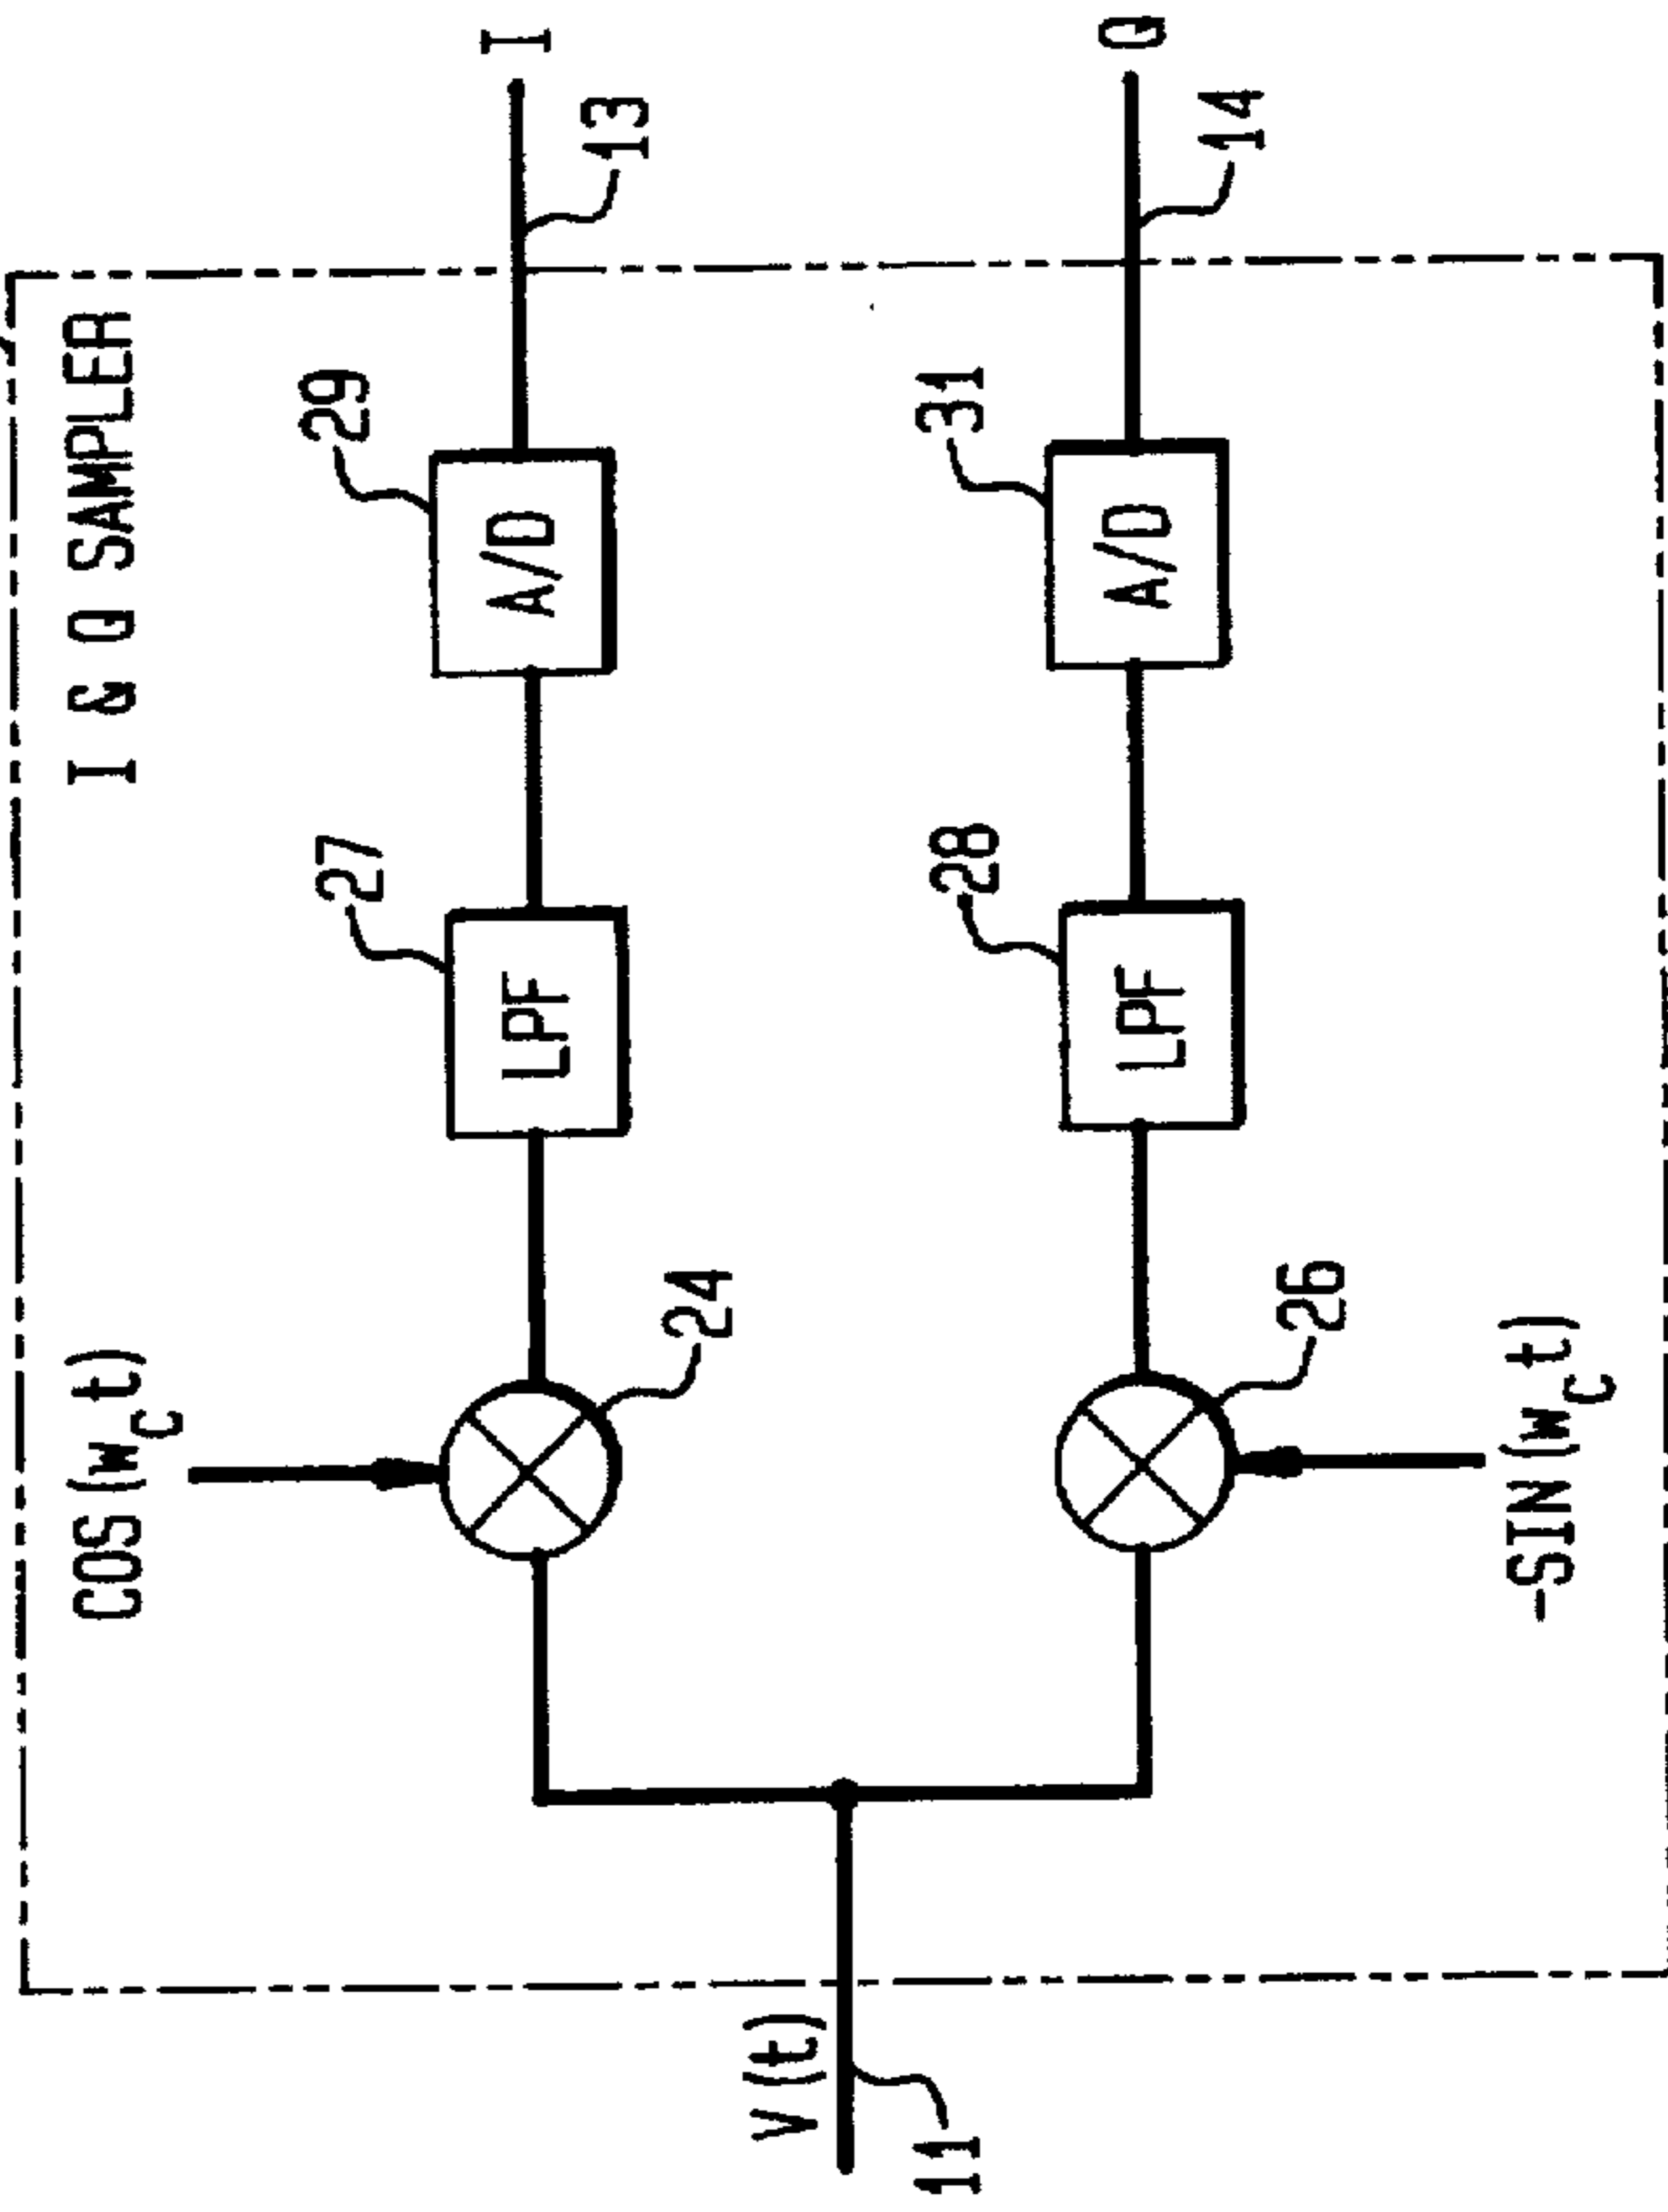 I & Q SAMPLER
COS(w_c t)
27
29
I
LPF
A/D
13
24
V(t)
11
28
31
Q
LPF
A/D
14
26
-SIN(w_c t)